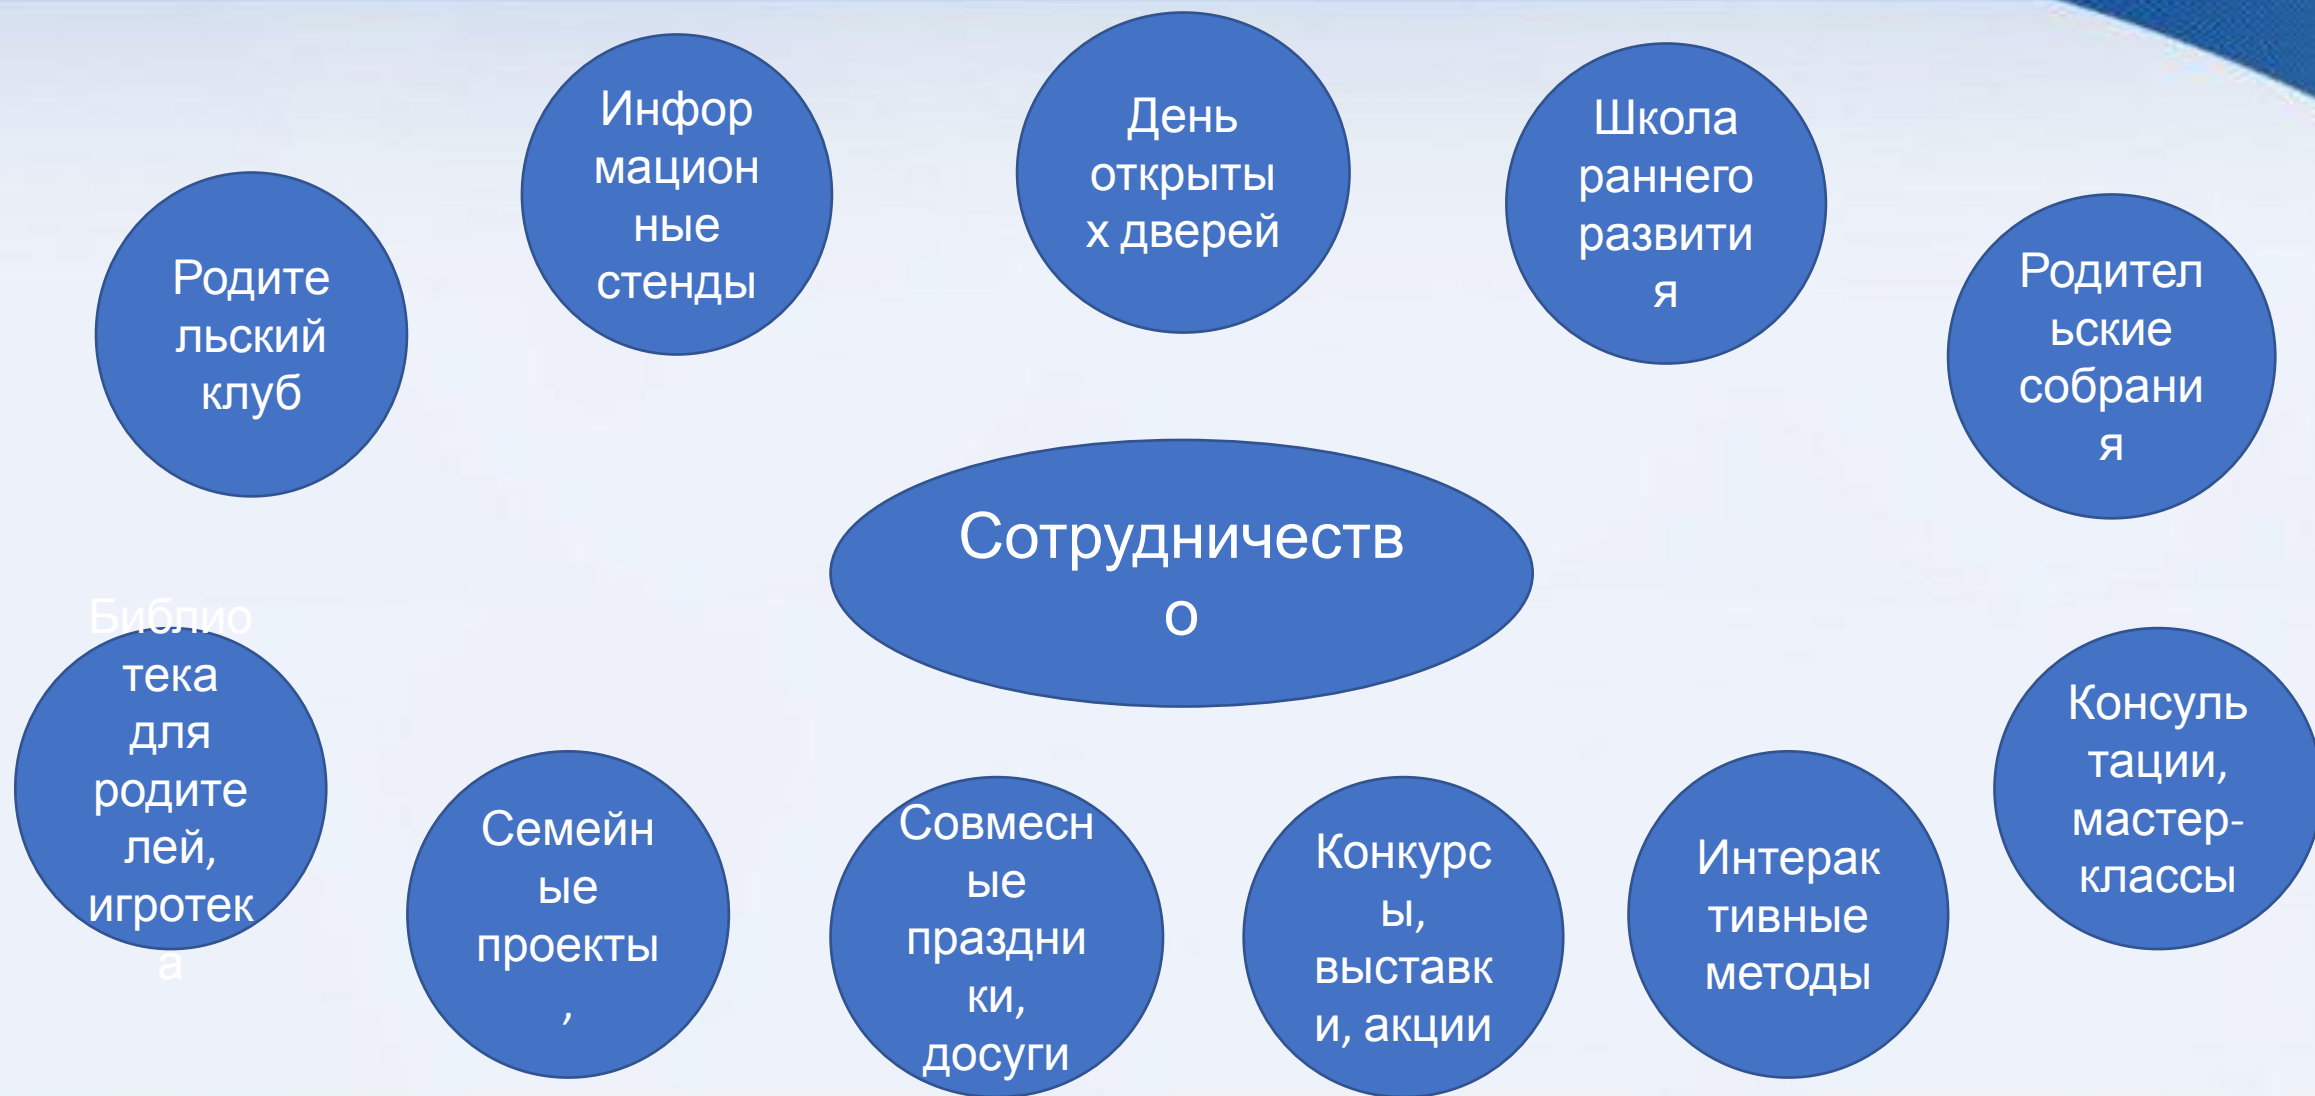 Родите
льский
клуб
Инфор
мацион
ные
стенды
День
открыты
х дверей
Школа
раннего
развити
я
Родител
ьские
собрани
я
Сотрудничеств
о
Библио
тека
для
родите
лей,
игротек
а
Семейн
ые
проекты
,
Совмесн
ые
праздни
ки,
досуги
Конкурс
ы,
выставк
и, акции
Интерак
тивные
методы
Консуль
тации,
мастер-
классы